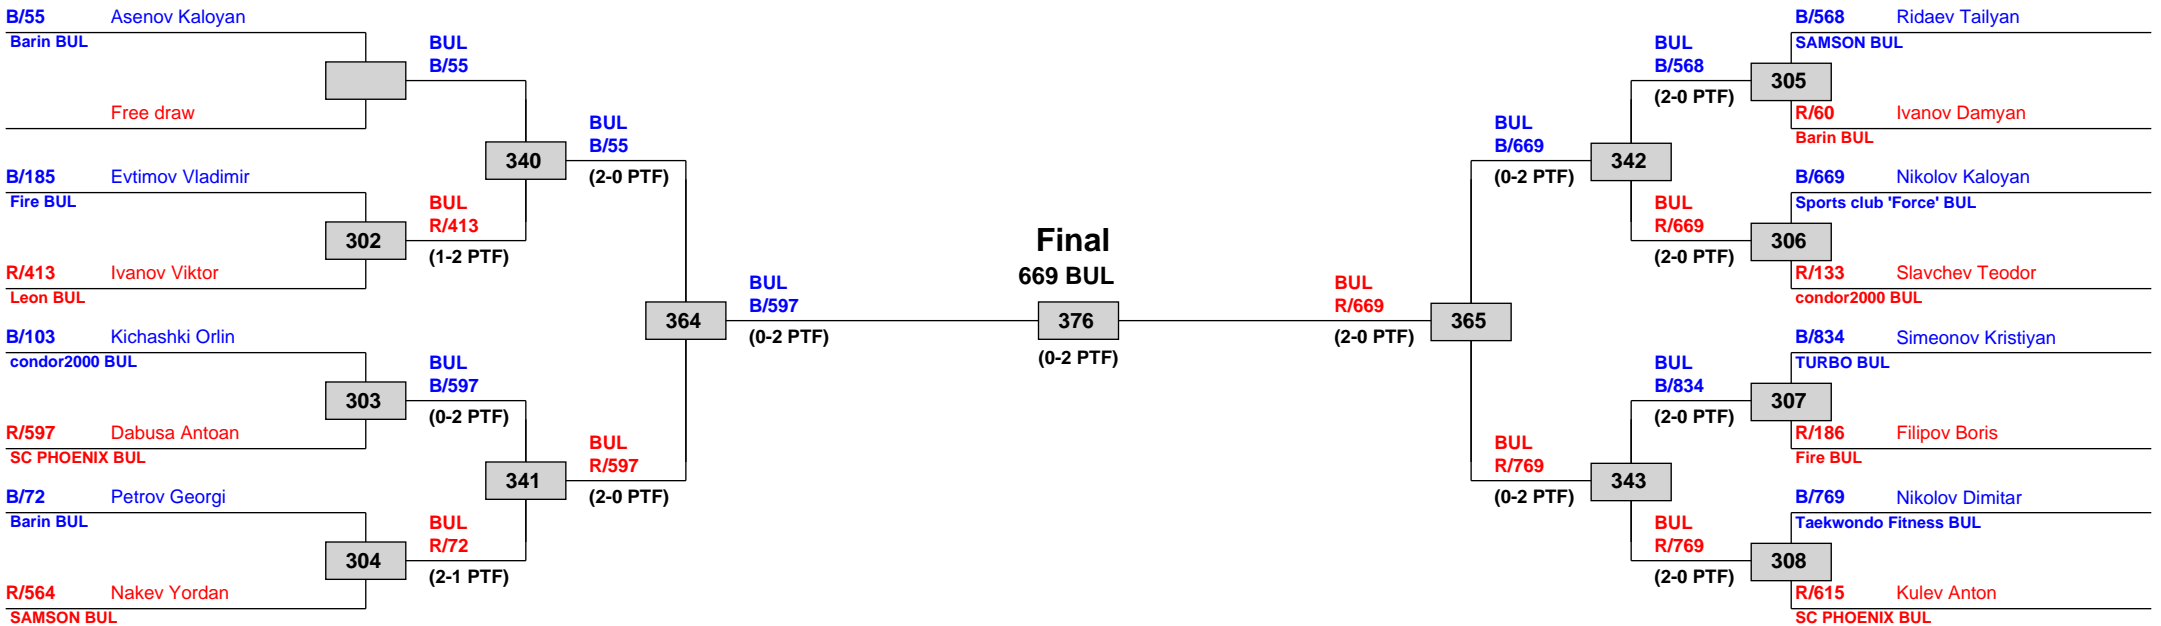 B/55 Asenov Kaloyan
Barin BUL
Free draw
B/185 Evtimov Vladimir
Fire BUL
302
R/413 Ivanov Viktor
Leon BUL
B/103 Kichashki Orlin
condor2000 BUL
303
R/597 Dabusa Antoan
SC PHOENIX BUL
B/72 Petrov Georgi
Barin BUL
304
R/564 Nakev Yordan
SAMSON BUL
BUL
B/55
340
BUL
R/413
(1-2 PTF)
BUL
B/597
(0-2 PTF)
341
BUL
R/72
(2-1 PTF)
BUL
B/55
(2-0 PTF)
364
BUL
R/597
(2-0 PTF)
BUL
B/597
(0-2 PTF)
Final
669 BUL
376
(0-2 PTF)
BUL
R/669
(2-0 PTF)
365
BUL
B/669
(0-2 PTF)
342
BUL
R/769
(0-2 PTF)
343
BUL
B/568
(2-0 PTF)
BUL
R/669
(2-0 PTF)
BUL
B/834
(2-0 PTF)
BUL
R/769
(2-0 PTF)
B/568 Ridaev Tailyan
SAMSON BUL
305
R/60 Ivanov Damyan
Barin BUL
B/669 Nikolov Kaloyan
Sports club 'Force' BUL
306
R/133 Slavchev Teodor
condor2000 BUL
B/834 Simeonov Kristiyan
TURBO BUL
307
R/186 Filipov Boris
Fire BUL
B/769 Nikolov Dimitar
Taekwondo Fitness BUL
308
R/615 Kulev Anton
SC PHOENIX BUL